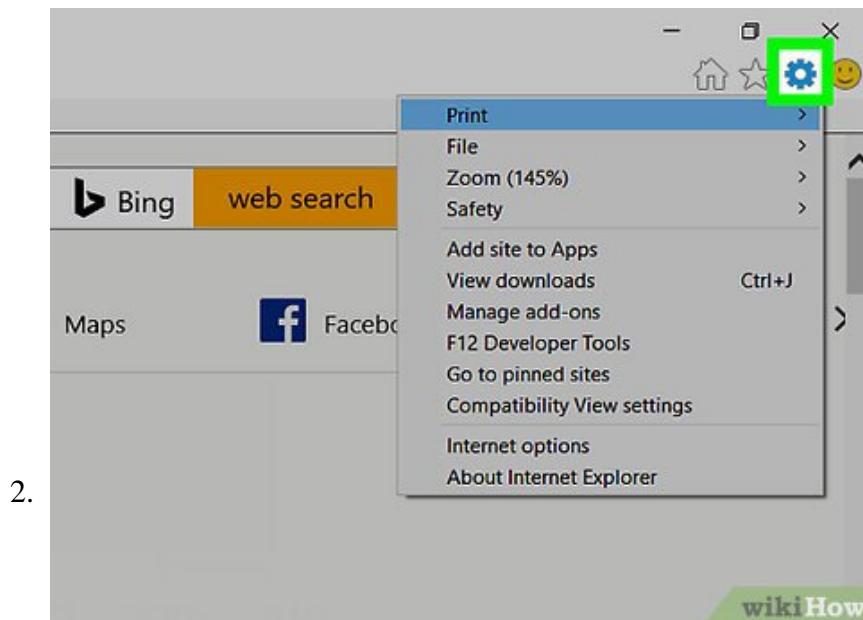 Print
File
Zoom (145%)
Safety
Bing web search
Add site to Apps
View downloads Ctrl+J
Manage add-ons
Maps Facebo
F12 Developer Tools
Go to pinned sites
Compatibility View settings
Internet options
About Internet Explorer
2.
wikiHow